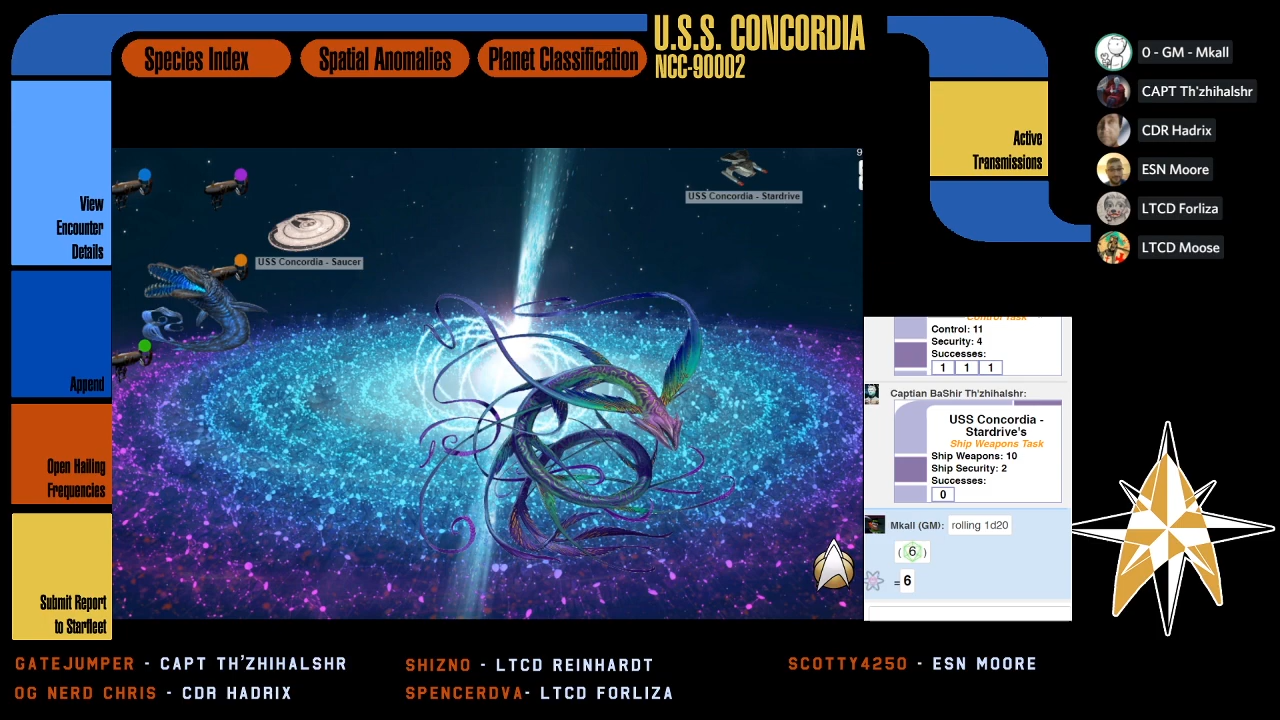 U.S.S. CONCORDIA
NCC-90002
Species Index
Spatial Anomalies
Planet Classification
View
Encounter
Details
Append
Open Hailing
Frequencies
Submit Report
to Starfleet
Active
Transmissions
0 - GM - Mkall
CAPT Th'zhihalshr
CDR Hadrix
ESN Moore
LTCD Forliza
LTCD Moose
USS Concordia - Saucer
USS Concordia - Stardrive
9
Control Task
Control: 11
Security: 4
Successes:
1 1 1
Captian BaShir Th'zhihalshr:
USS Concordia -
Stardrive's
Ship Weapons Task
Ship Weapons: 10
Ship Security: 2
Successes:
0
Mkall (GM): rolling 1d20
( 6 )
=6
GATEJUMPER - CAPT TH'ZHIHALSHR
OG NERD CHRIS - CDR HADRIX
SHIZNO - LTCD REINHARDT
SPENCERDVA- LTCD FORLIZA
SCOTTY4250 - ESN MOORE